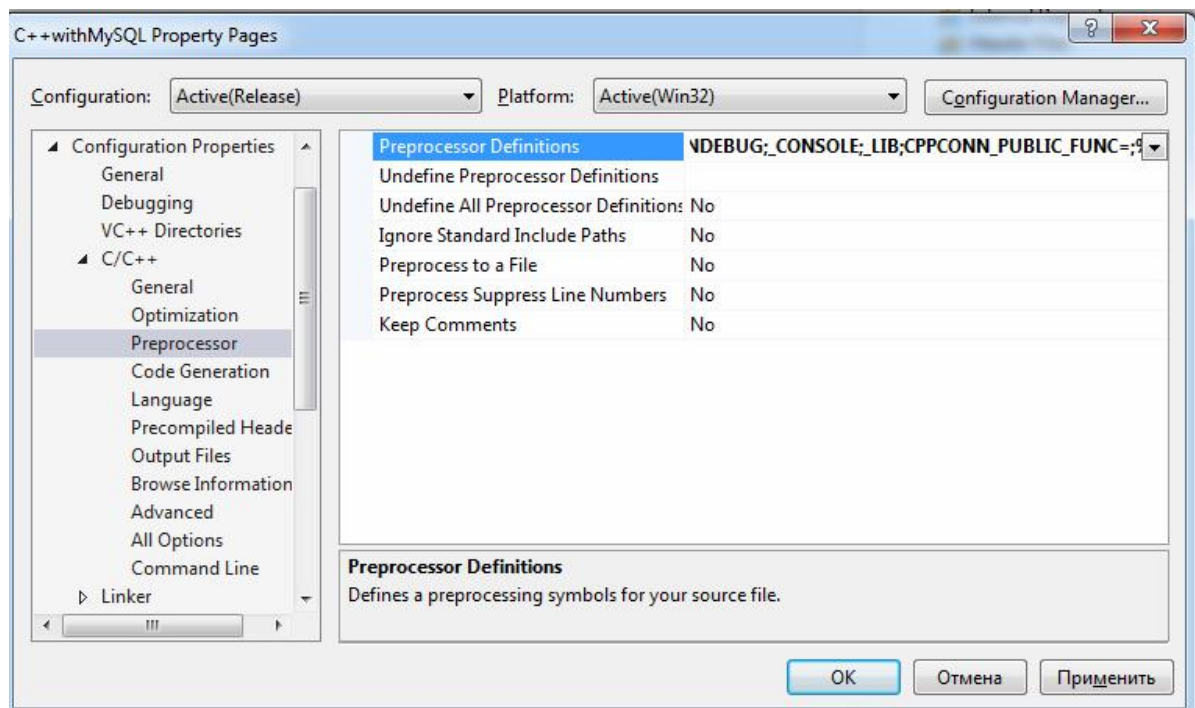 C++withMySQL Property Pages
Configuration: Active(Release) Platform: Active(Win32) Configuration Manager...
Configuration Properties
General
Debugging
VC++ Directories
C/C++
General
Optimization
Preprocessor
Code Generation
Language
Precompiled Heade
Output Files
Browse Information
Advanced
All Options
Command Line
Linker
Preprocessor Definitions NDEBUG;_CONSOLE;_LIB;CPPCONN_PUBLIC_FUNC=;%
Undefine Preprocessor Definitions
Undefine All Preprocessor Definitions No
Ignore Standard Include Paths No
Preprocess to a File No
Preprocess Suppress Line Numbers No
Keep Comments No
Preprocessor Definitions
Defines a preprocessing symbols for your source file.
OK Отмена Применить